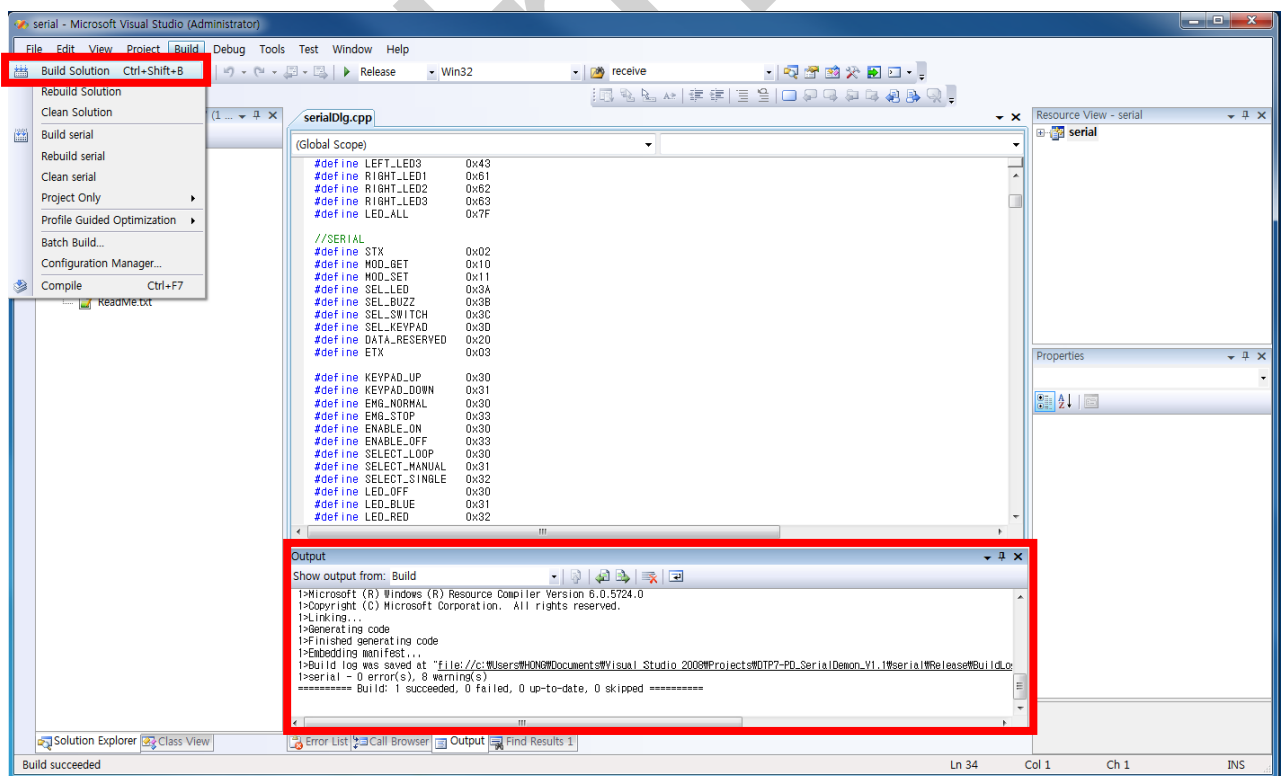 serial - Microsoft Visual Studio (Administrator)
File Edit View Project Build Debug Tools Test Window Help
Build Solution Ctrl+Shift+B
Release Win32 receive
Rebuild Solution
Clean Solution
Build serial
Rebuild serial
Clean serial
Project Only
Profile Guided Optimization
Batch Build...
Configuration Manager...
Compile Ctrl+F7
(1 ...
ReadMe.txt
serialDlg.cpp
(Global Scope)
#define LEFT_LED3 0x43
#define RIGHT_LED1 0x61
#define RIGHT_LED2 0x62
#define RIGHT_LED3 0x63
#define LED_ALL 0x7F
//SERIAL
#define STX 0x02
#define MOD_GET 0x10
#define MOD_SET 0x11
#define SEL_LED 0x3A
#define SEL_BUZZ 0x3B
#define SEL_SWITCH 0x3C
#define SEL_KEYPAD 0x3D
#define DATA_RESERVED 0x20
#define ETX 0x03
#define KEYPAD_UP 0x30
#define KEYPAD_DOWN 0x31
#define EMG_NORMAL 0x30
#define EMG_STOP 0x33
#define ENABLE_ON 0x30
#define ENABLE_OFF 0x33
#define SELECT_LOOP 0x30
#define SELECT_MANUAL 0x31
#define SELECT_SINGLE 0x32
#define LED_OFF 0x30
#define LED_BLUE 0x31
#define LED_RED 0x32
Resource View - serial
serial
Properties
Output
Show output from: Build
1>Microsoft (R) Windows (R) Resource Compiler Version 6.0.5724.0
1>Copyright (C) Microsoft Corporation. All rights reserved.
1>Linking...
1>Generating code
1>Finished generating code
1>Embedding manifest...
1>Build log was saved at "file://c:₩Users₩HONG₩Documents₩Visual Studio 2008₩Projects₩DTP7-PD_SerialDemon_V1.1₩serial₩Release₩BuildLo
1>serial - 0 error(s), 8 warning(s)
========== Build: 1 succeeded, 0 failed, 0 up-to-date, 0 skipped ==========
Solution Explorer Class View
Error List Call Browser Output Find Results 1
Build succeeded Ln 34 Col 1 Ch 1 INS